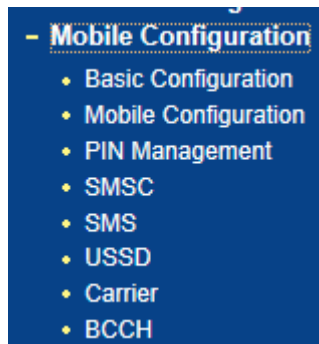 – Mobile Configuration
• Basic Configuration
• Mobile Configuration
• PIN Management
• SMSC
• SMS
• USSD
• Carrier
• BCCH